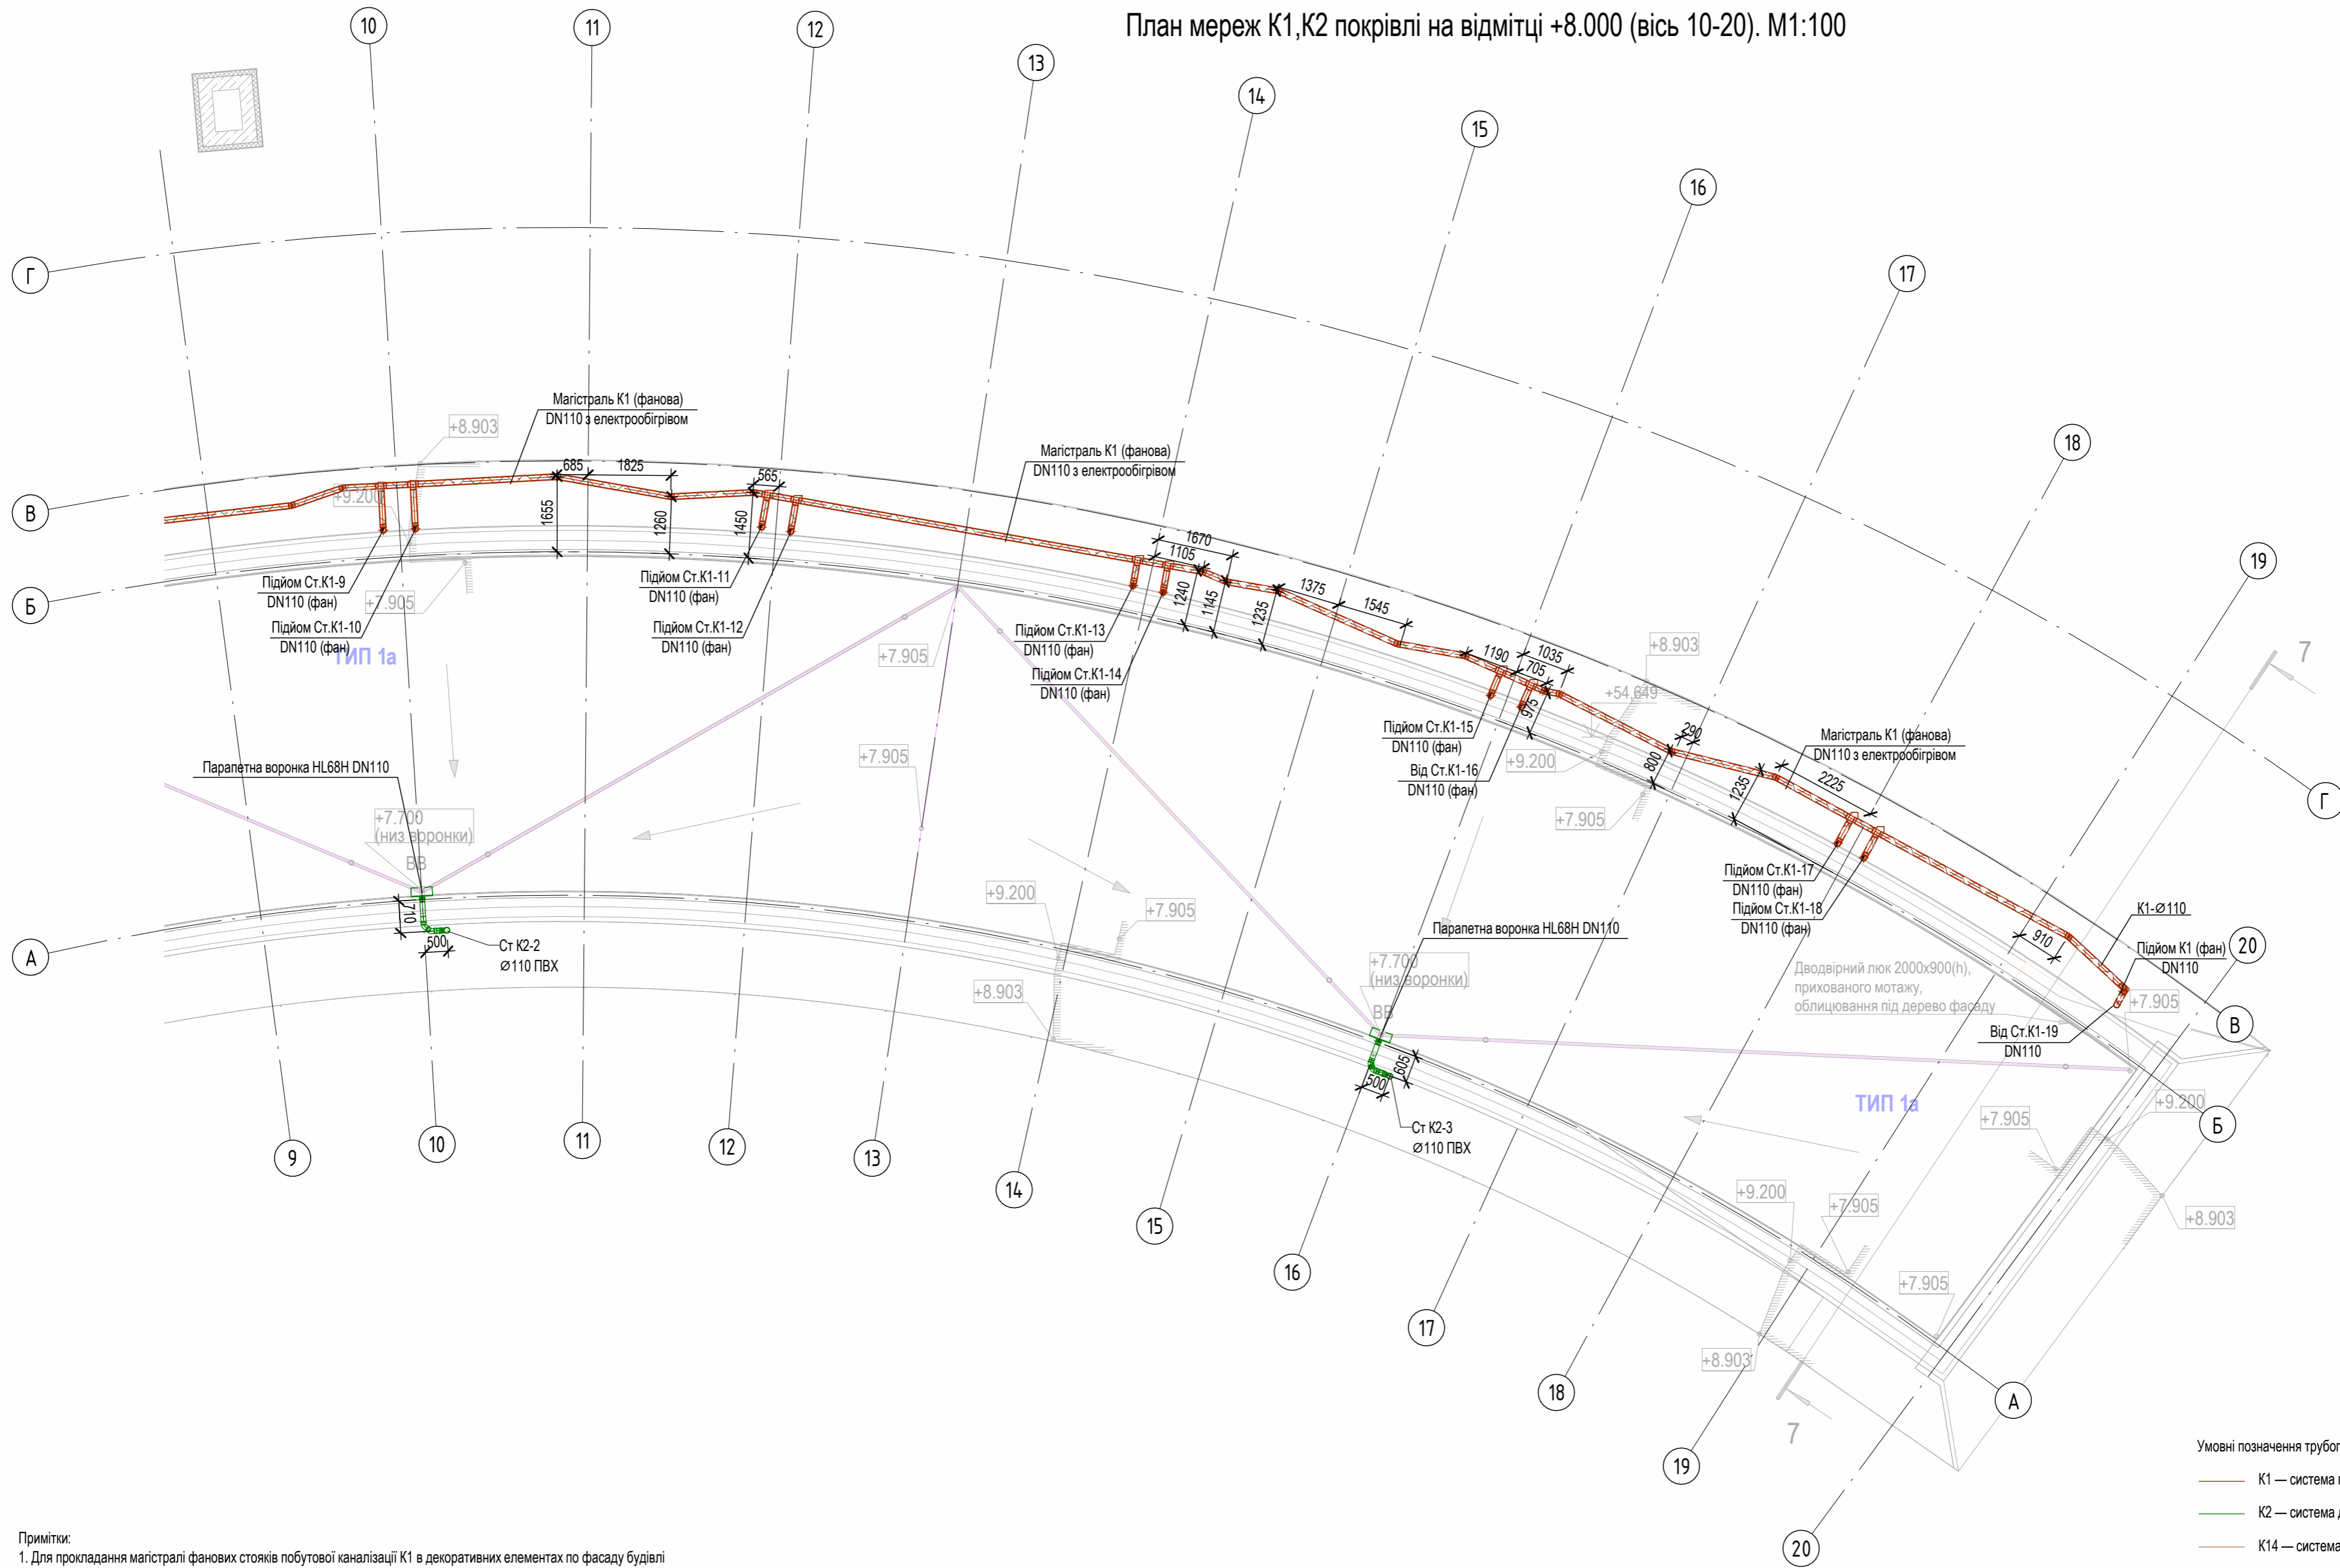 План мереж К1,К2 покрівлі на відмітці +8.000 (вісь 10-20). М1:100
10
11
12
13
14
15
16
17
18
19
20
Г
В
Б
А
Г
В
Б
А
9
10
11
12
13
14
15
16
17
18
19
20
Магістраль К1 (фанова)
DN110 з електрообігрівом
+8.903
+9.200
685
1825
565
1655
1260
1450
Магістраль К1 (фанова)
DN110 з електрообігрівом
1670
1105
1240
1145
1235
1375
1545
1190
1035
705
975
+8.903
+54,649
290
800
1235
2225
Магістраль К1 (фанова)
DN110 з електрообігрівом
7
Підйом Ст.К1-9
DN110 (фан)
+7.905
Підйом Ст.К1-10
DN110 (фан)
ТИП 1а
Підйом Ст.К1-11
DN110 (фан)
Підйом Ст.К1-12
DN110 (фан)
+7.905
Підйом Ст.К1-13
DN110 (фан)
Підйом Ст.К1-14
DN110 (фан)
Підйом Ст.К1-15
DN110 (фан)
Від Ст.К1-16
DN110 (фан)
+9.200
+7.905
+7.905
Парапетна воронка HL68H DN110
+7.700
(низ воронки)
ВВ
710
500
Ст К2-2
Ø110 ПВХ
+9.200
+7.905
+8.903
Підйом Ст.К1-17
DN110 (фан)
Підйом Ст.К1-18
DN110 (фан)
К1-Ø110
910
Підйом К1 (фан)
DN110
Парапетна воронка HL68H DN110
+7.700
(низ воронки)
ВВ
605
500
Ст К2-3
Ø110 ПВХ
Дводвірний люк 2000х900(h),
прихованого мотажу,
облицювання під дерево фасаду
+7.905
Від Ст.К1-19
DN110
ТИП 1а
+7.905
+9.200
+8.903
+9.200
+7.905
+7.905
+8.903
7
Умовні позначення трубоп
К1 — система п
К2 — система д
К14 — система
Примітки:
1. Для прокладання магістралі фанових стояків побутової каналізації К1 в декоративних елементах по фасаду будівлі